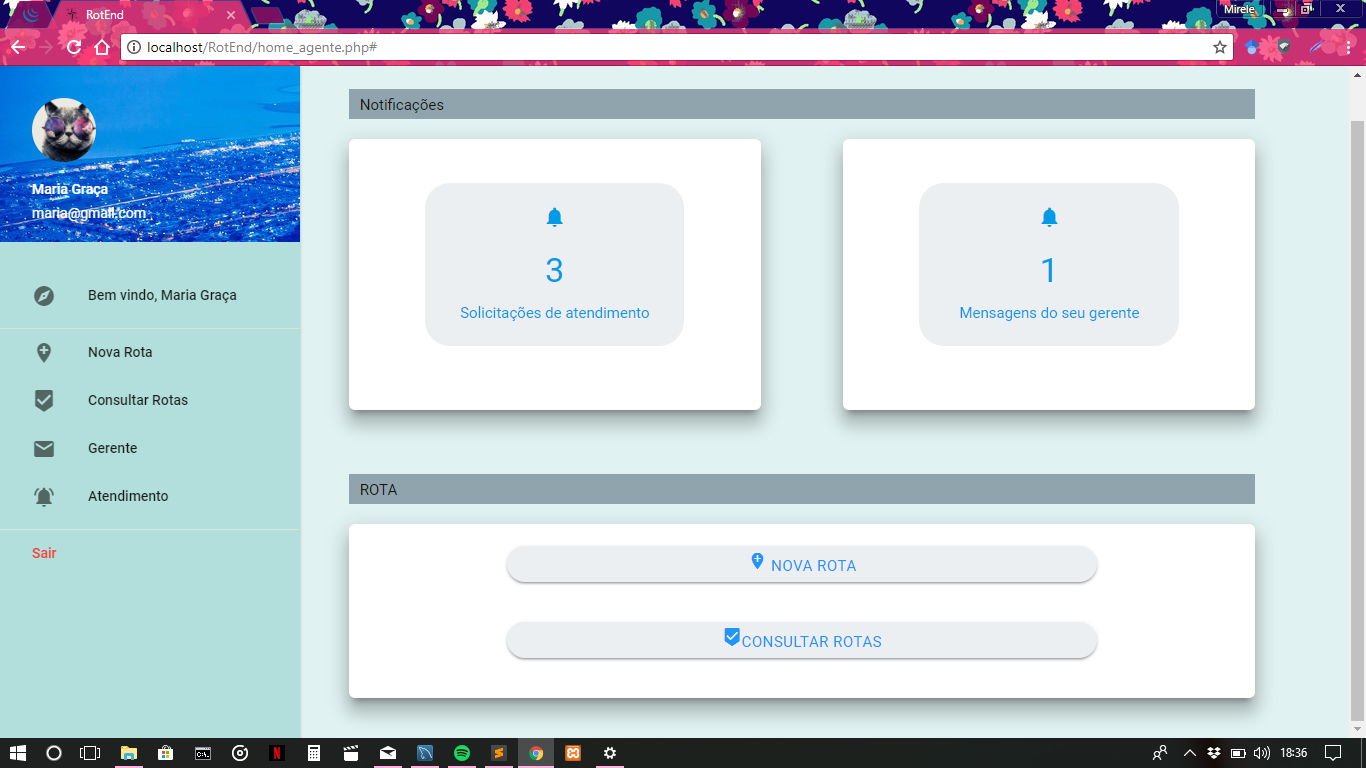 RotEnd
Mirele
localhost/RotEnd/home_agente.php#
Maria Graça
maria@gmail.com
Bem vindo, Maria Graça
Nova Rota
Consultar Rotas
Gerente
Atendimento
Sair
Notificações
3
Solicitações de atendimento
1
Mensagens do seu gerente
ROTA
NOVA ROTA
CONSULTAR ROTAS
18:36